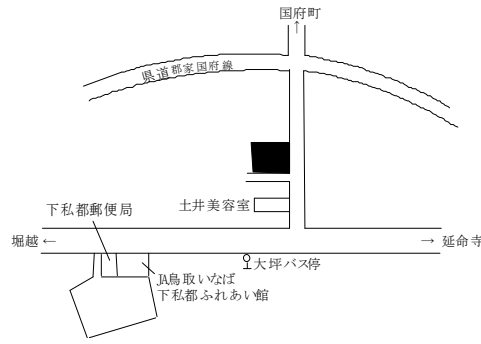 国府町
↑
県道郡家国府線
土井美容室
下私都郵便局
堀越 ←
→ 延命寺
大坪バス停
JA鳥取いなば
下私都ふれあい館